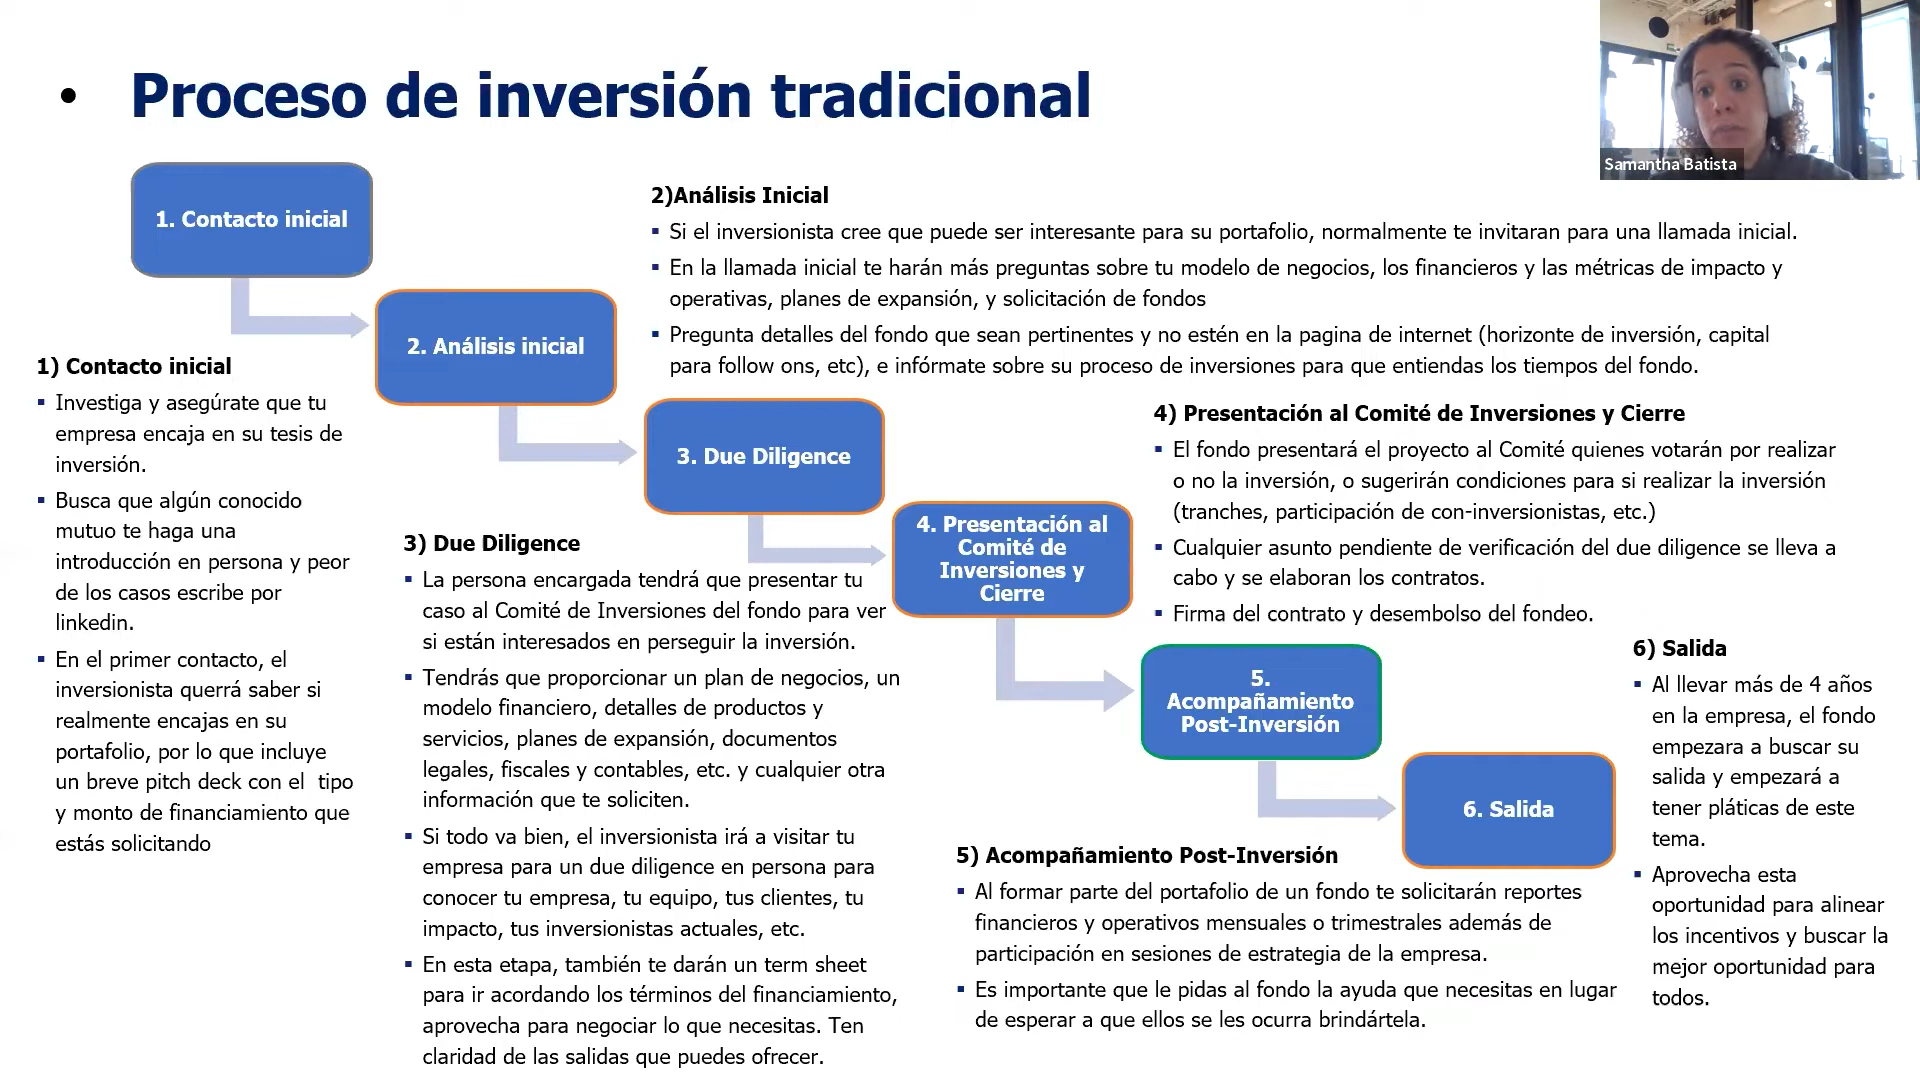 • Proceso de inversión tradicional
Samantha Batista
1. Contacto inicial
2. Análisis inicial
3. Due Diligence
4. Presentación al
Comité de
Inversiones y
Cierre
5.
Acompañamiento
Post-Inversión
6. Salida
1) Contacto inicial
▪ Investiga y asegúrate que tu
empresa encaja en su tesis de
inversión.
▪ Busca que algún conocido
mutuo te haga una
introducción en persona y peor
de los casos escribe por
linkedin.
▪ En el primer contacto, el
inversionista querrá saber si
realmente encajas en su
portafolio, por lo que incluye
un breve pitch deck con el  tipo
y monto de financiamiento que
estás solicitando
2)Análisis Inicial
▪ Si el inversionista cree que puede ser interesante para su portafolio, normalmente te invitaran para una llamada inicial.
▪ En la llamada inicial te harán más preguntas sobre tu modelo de negocios, los financieros y las métricas de impacto y
operativas, planes de expansión, y solicitación de fondos
▪ Pregunta detalles del fondo que sean pertinentes y no estén en la pagina de internet (horizonte de inversión, capital
para follow ons, etc), e infórmate sobre su proceso de inversiones para que entiendas los tiempos del fondo.
3) Due Diligence
▪ La persona encargada tendrá que presentar tu
caso al Comité de Inversiones del fondo para ver
si están interesados en perseguir la inversión.
▪ Tendrás que proporcionar un plan de negocios, un
modelo financiero, detalles de productos y
servicios, planes de expansión, documentos
legales, fiscales y contables, etc. y cualquier otra
información que te soliciten.
▪ Si todo va bien, el inversionista irá a visitar tu
empresa para un due diligence en persona para
conocer tu empresa, tu equipo, tus clientes, tu
impacto, tus inversionistas actuales, etc.
▪ En esta etapa, también te darán un term sheet
para ir acordando los términos del financiamiento,
aprovecha para negociar lo que necesitas. Ten
claridad de las salidas que puedes ofrecer.
4) Presentación al Comité de Inversiones y Cierre
▪ El fondo presentará el proyecto al Comité quienes votarán por realizar
o no la inversión, o sugerirán condiciones para si realizar la inversión
(tranches, participación de con-inversionistas, etc.)
▪ Cualquier asunto pendiente de verificación del due diligence se lleva a
cabo y se elaboran los contratos.
▪ Firma del contrato y desembolso del fondeo.
5) Acompañamiento Post-Inversión
▪ Al formar parte del portafolio de un fondo te solicitarán reportes
financieros y operativos mensuales o trimestrales además de
participación en sesiones de estrategia de la empresa.
▪ Es importante que le pidas al fondo la ayuda que necesitas en lugar
de esperar a que ellos se les ocurra brindártela.
6) Salida
▪ Al llevar más de 4 años
en la empresa, el fondo
empezara a buscar su
salida y empezará a
tener pláticas de este
tema.
▪ Aprovecha esta
oportunidad para alinear
los incentivos y buscar la
mejor oportunidad para
todos.